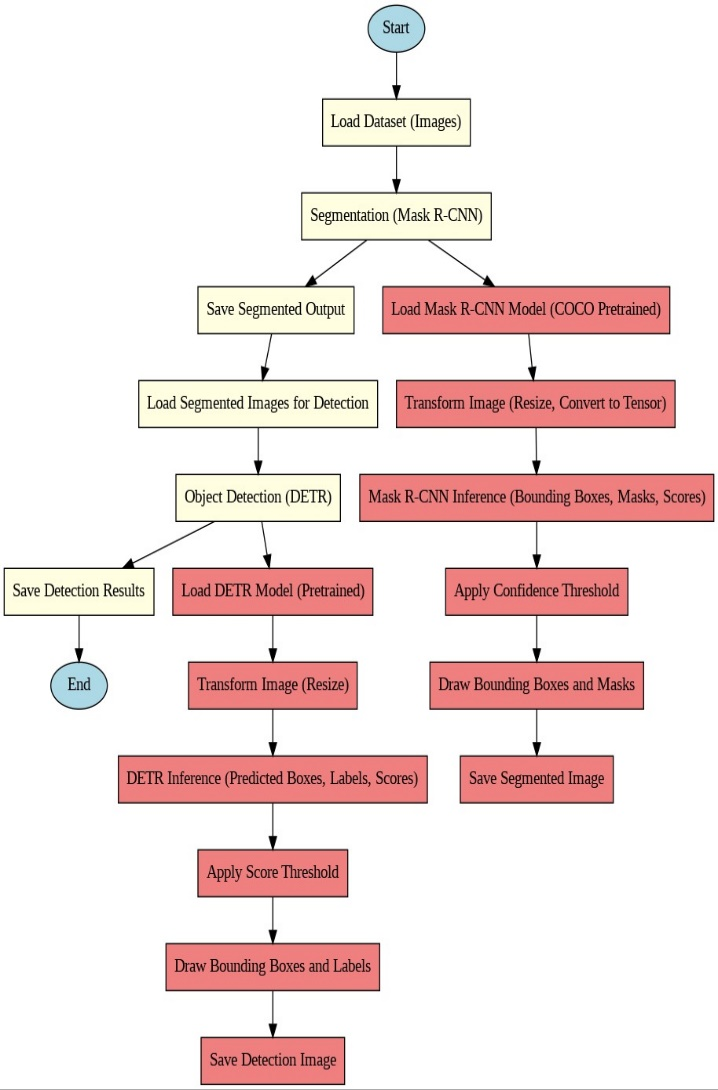 Start
Load Dataset (Images)
Segmentation (Mask R-CNN)
Save Segmented Output
Load Mask R-CNN Model (COCO Pretrained)
Load Segmented Images for Detection
Transform Image (Resize, Convert to Tensor)
Object Detection (DETR)
Mask R-CNN Inference (Bounding Boxes, Masks, Scores)
Save Detection Results
Load DETR Model (Pretrained)
Apply Confidence Threshold
End
Transform Image (Resize)
Draw Bounding Boxes and Masks
DETR Inference (Predicted Boxes, Labels, Scores)
Save Segmented Image
Apply Score Threshold
Draw Bounding Boxes and Labels
Save Detection Image